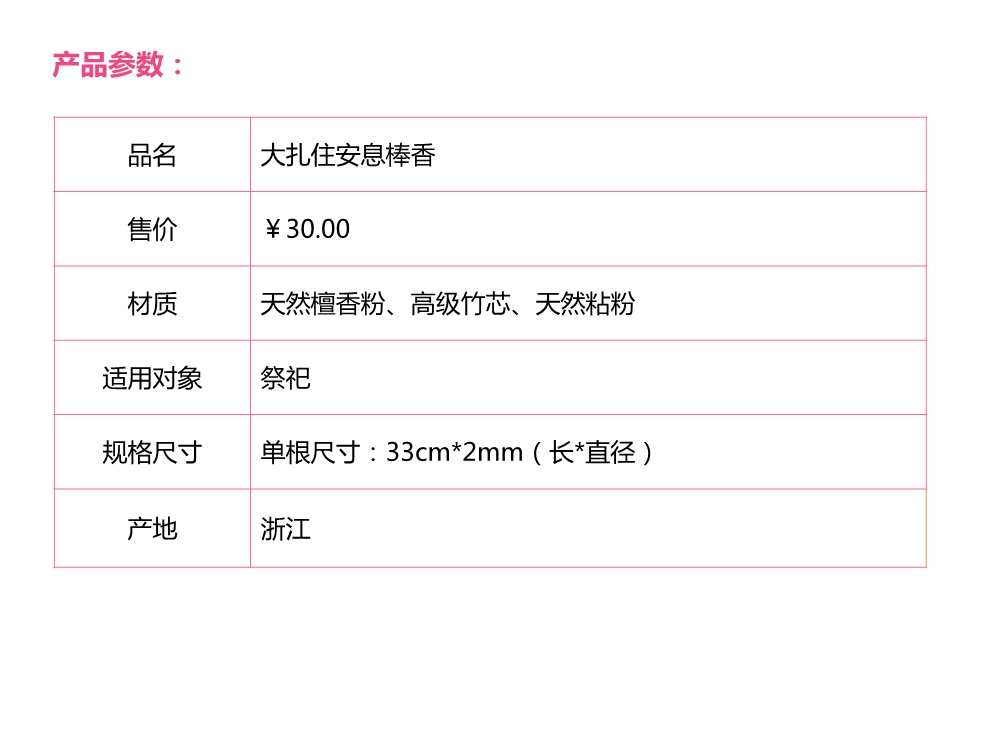 产品参数：
品名 大扎住安息棒香
售价 ￥30.00
材质 天然檀香粉、高级竹芯、天然粘粉
适用对象 祭祀
规格尺寸 单根尺寸：33cm*2mm（长*直径）
产地 浙江